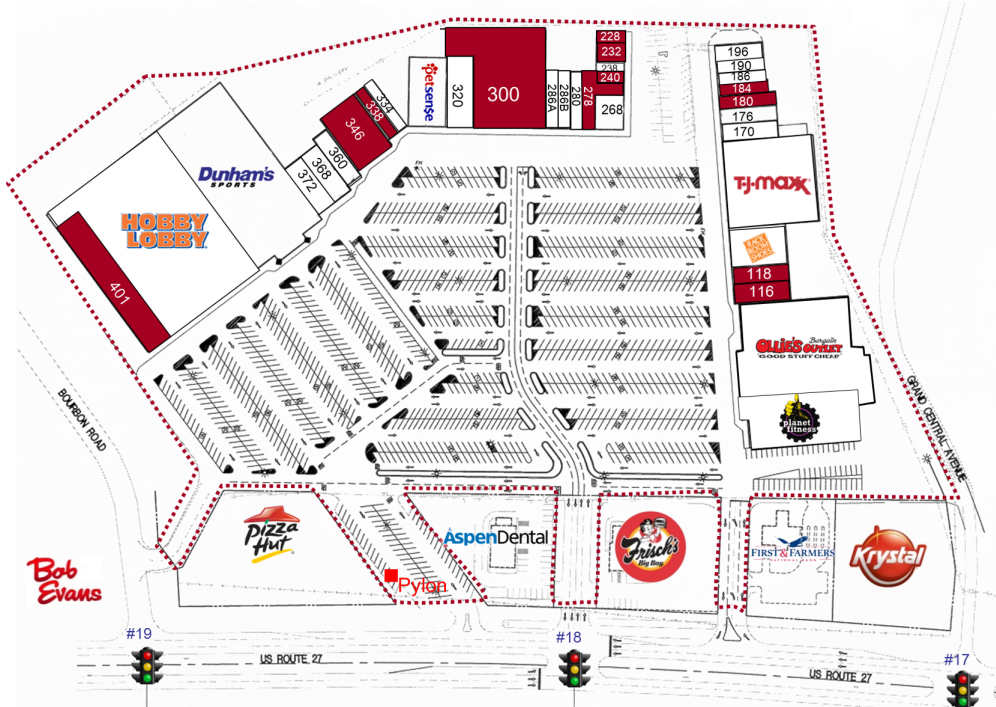 228
232
238
240
268
278
280
286B
286A
300
320
petsense
334
338
346
360
368
372
DUNHAM'S
SPORTS
HOBBY
LOBBY
401
196
190
186
184
180
176
170
T·J·maxx
RACK
ROOM
SHOES
118
116
OLLIE'S Bargain
OUTLET
GOOD STUFF CHEAP
planet
fitness
BOURBON ROAD
GRAND CENTRAL AVENUE
Pizza
Hut
Pylon
AspenDental
Frisch's
Big Boy
FIRST & FARMERS
NATIONAL BANK
Krystal
Bob
Evans
#19
#18
#17
US ROUTE 27
US ROUTE 27